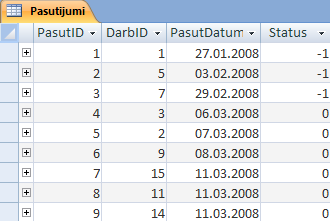 Pasutijumi
PasutID DarbID PasutDatum Status
1 1 27.01.2008 -1
2 5 03.02.2008 -1
3 7 29.02.2008 -1
4 3 06.03.2008 0
5 2 07.03.2008 0
6 9 08.03.2008 0
7 15 11.03.2008 0
8 11 11.03.2008 0
9 14 11.03.2008 0